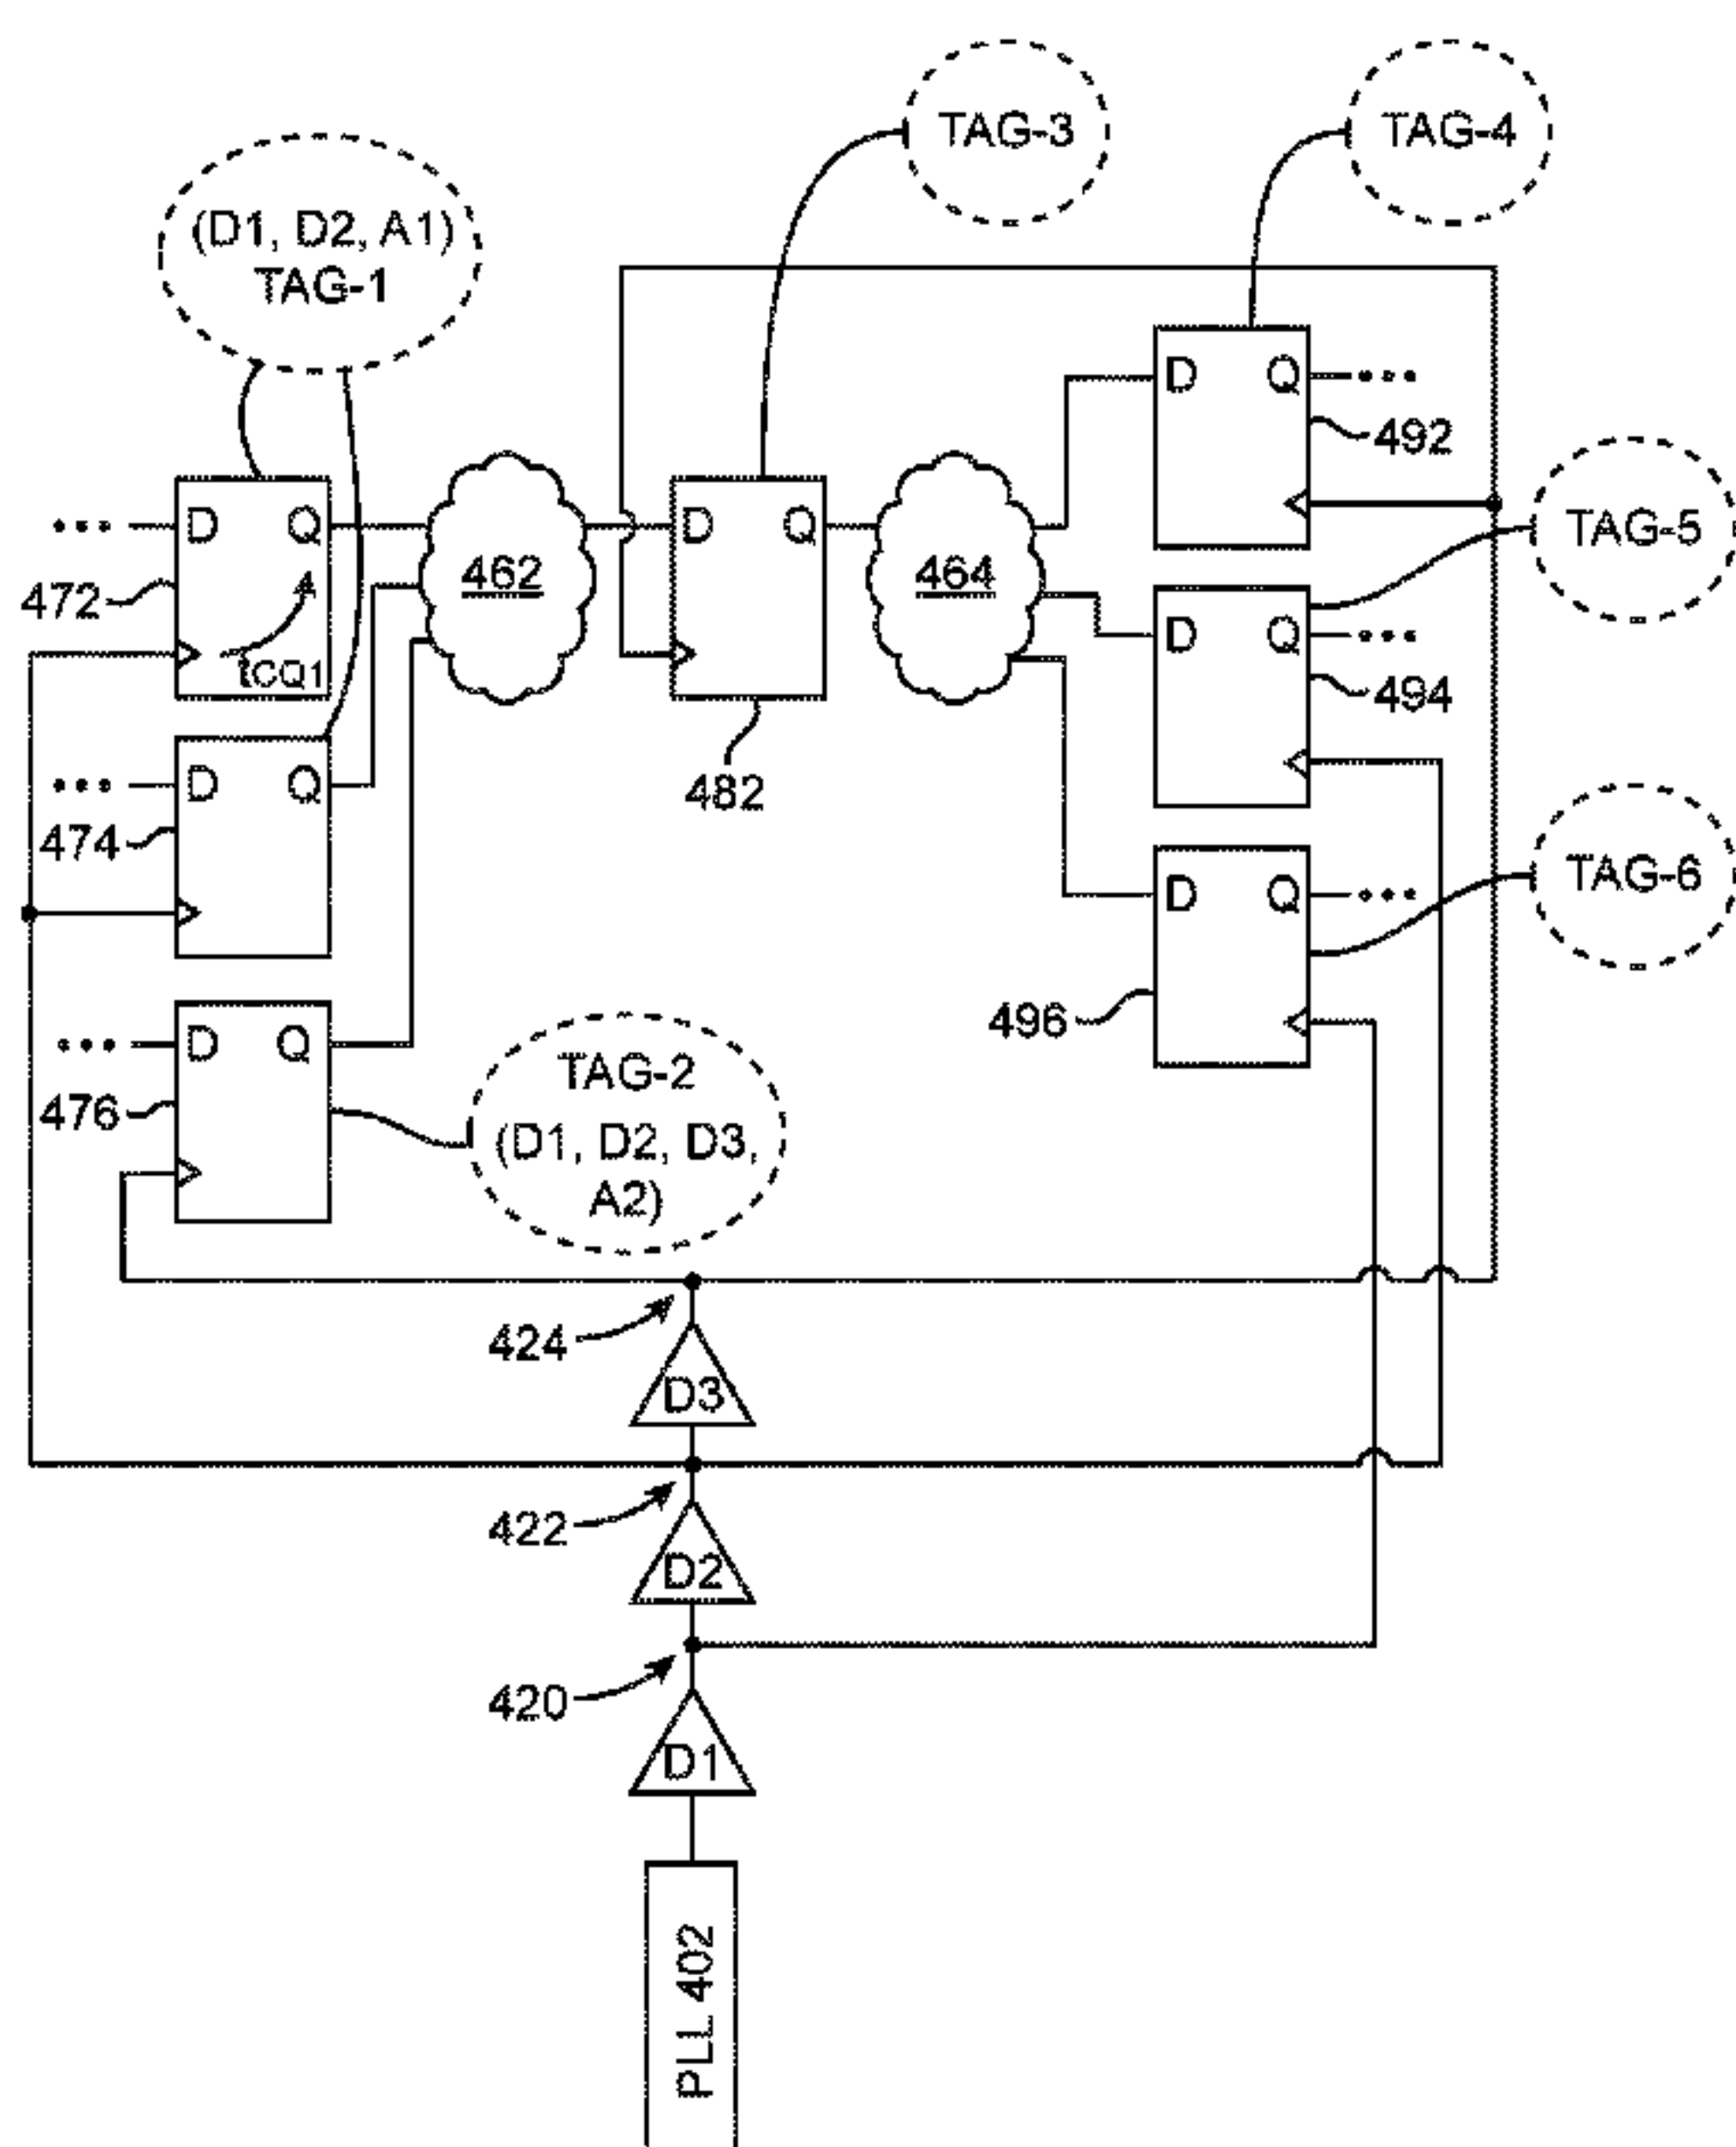 TAG-3
TAG-4
(D1, D2, A1)
TAG-1
D Q •••
492
TAG-5
••• D Q
462
D Q
464
472
tCQ1
D Q •••
494
482
••• D Q
474
TAG-6
D Q •••
496
••• D Q
476
TAG-2
(D1, D2, D3,
A2)
424
D3
422
D2
420
D1
PLL 402